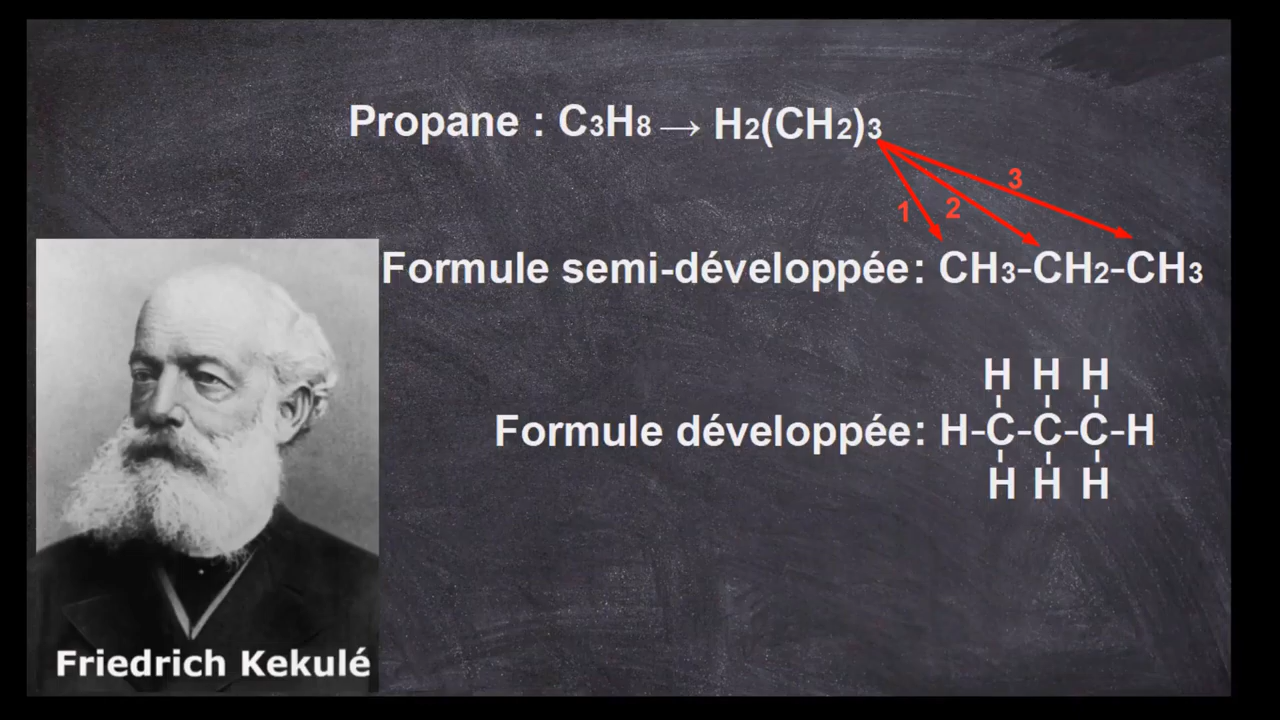 Propane : C3H8 → H2(CH2)3
1 2 3
Formule semi-développée: CH3-CH2-CH3
H H H
Formule développée: H-C-C-C-H
H H H
Friedrich Kekulé